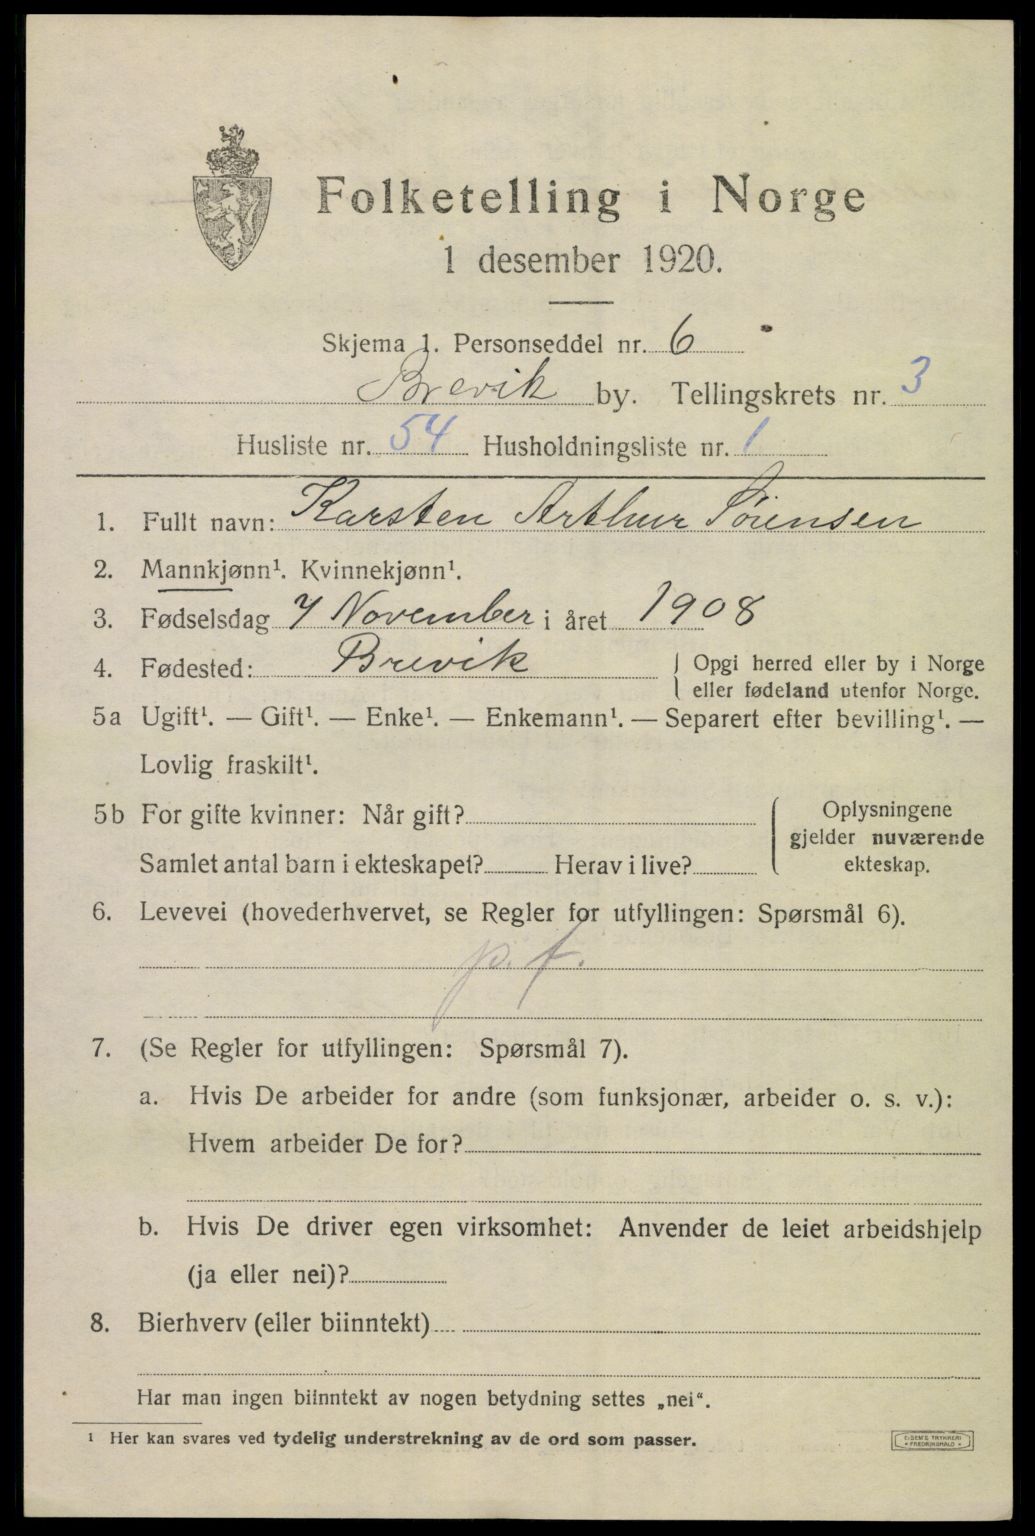 Folketelling i Norge
1 desember 1920.
Skjema 1. Personseddel nr. 6
Brevik by. Tellingskrets nr. 3
Husliste nr. 54 Husholdningsliste nr. 1
1. Fullt navn: Karsten Arthur Sörensen
2. Mannkjønn¹. Kvinnekjønn¹.
3. Fødselsdag 7 November i året 1908
4. Fødested: Brevik
Opgi herred eller by i Norge
eller fødeland utenfor Norge.
5a Ugift¹. — Gift¹. — Enke¹. — Enkemann¹. — Separert efter bevilling¹. —
Lovlig fraskilt¹.
5b For gifte kvinner: Når gift?
Samlet antal barn i ekteskapet? Herav i live?
Oplysningene
gjelder nuværende
ekteskap.
6. Levevei (hovederhvervet, se Regler for utfyllingen: Spørsmål 6).
p. f.
7. (Se Regler for utfyllingen: Spørsmål 7).
a. Hvis De arbeider for andre (som funksjonær, arbeider o. s. v.):
Hvem arbeider De for?
b. Hvis De driver egen virksomhet: Anvender de leiet arbeidshjelp
(ja eller nei)?
8. Bierhverv (eller biinntekt)
Har man ingen biinntekt av nogen betydning settes „nei“.
¹ Her kan svares ved tydelig understrekning av de ord som passer.
TRYKKERI
FREDRIKSHALD